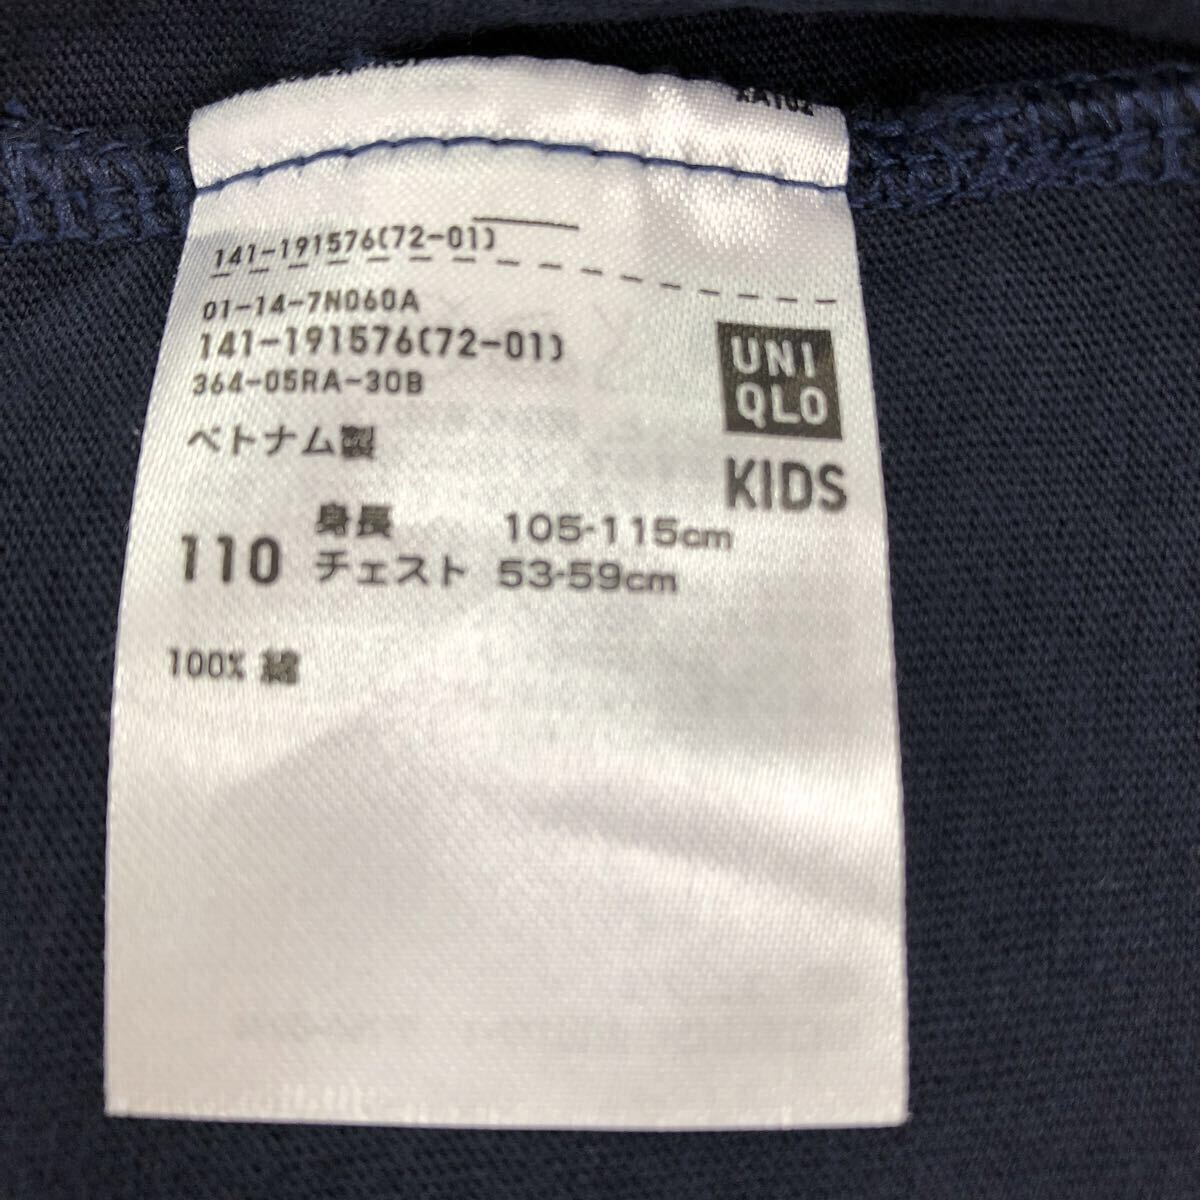 141-191576(72-01)
01-14-7N060A
141-191576(72-01)
364-05RA-30B
ベトナム製
UNI
QLO
KIDS
110
身長 105-115cm
チェスト 53-59cm
100% 綿